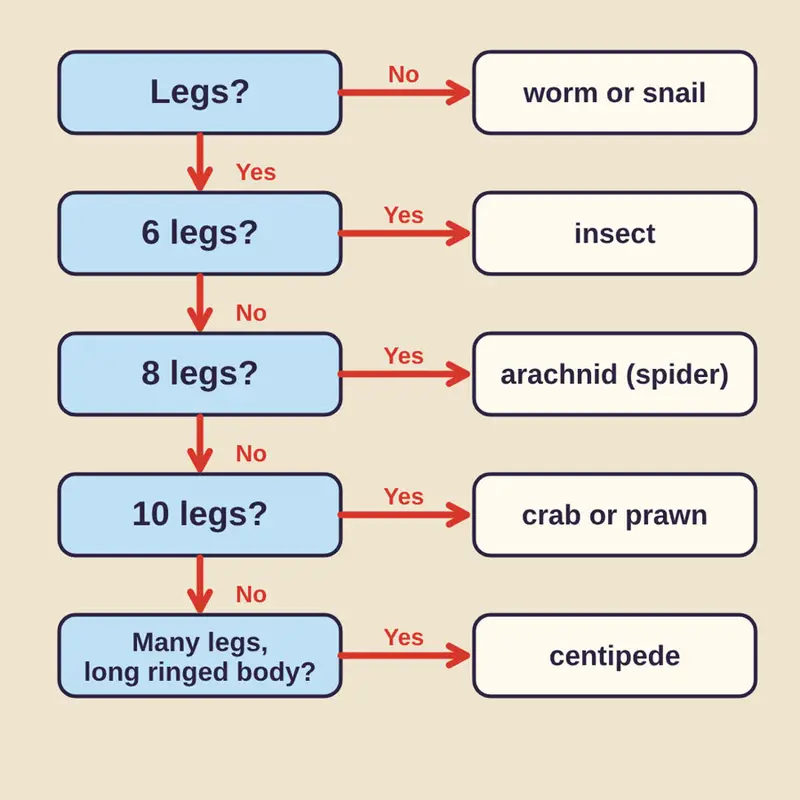 Legs?
No
worm or snail
Yes
6 legs?
Yes
insect
No
8 legs?
Yes
arachnid (spider)
No
10 legs?
Yes
crab or prawn
No
Many legs,
long ringed body?
Yes
centipede